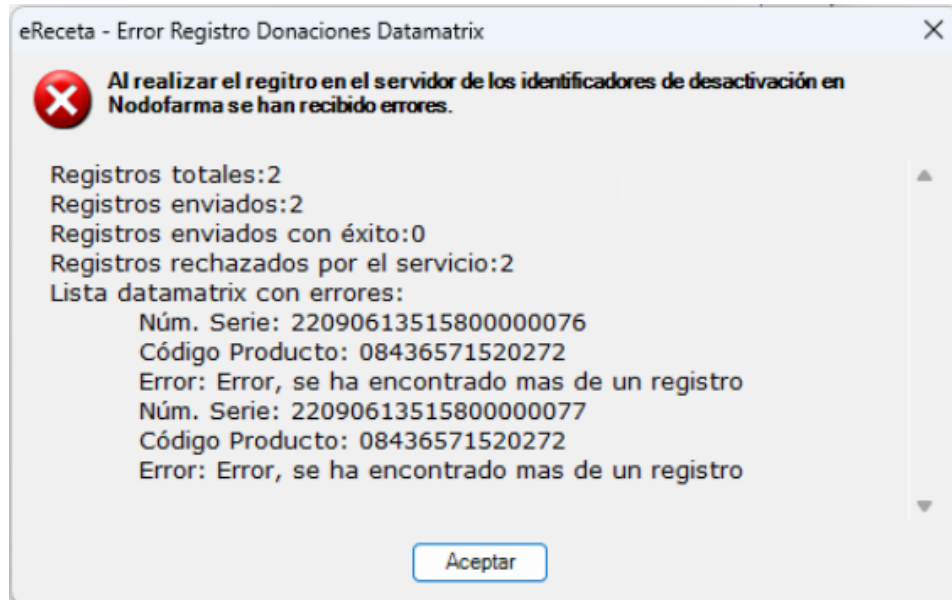 eReceta - Error Registro Donaciones Datamatrix
Al realizar el regitro en el servidor de los identificadores de desactivación en
Nodofarma se han recibido errores.
Registros totales:2
Registros enviados:2
Registros enviados con éxito:0
Registros rechazados por el servicio:2
Lista datamatrix con errores:
Núm. Serie: 22090613515800000076
Código Producto: 08436571520272
Error: Error, se ha encontrado mas de un registro
Núm. Serie: 22090613515800000077
Código Producto: 08436571520272
Error: Error, se ha encontrado mas de un registro
Aceptar